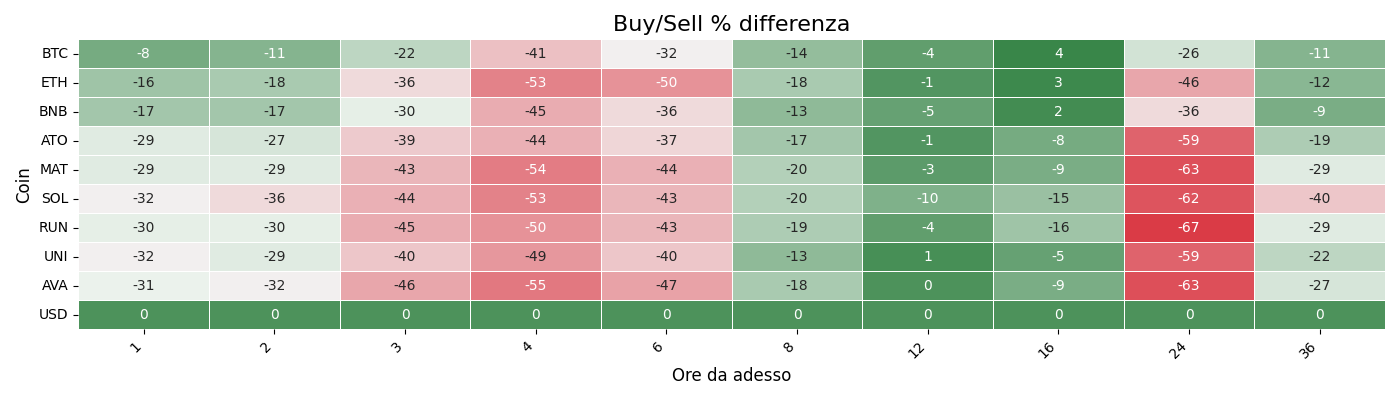 Buy/Sell % differenza
Coin
BTC -8 -11 -22 -41 -32 -14 -4 4 -26 -11
ETH -16 -18 -36 -53 -50 -18 -1 3 -46 -12
BNB -17 -17 -30 -45 -36 -13 -5 2 -36 -9
ATO -29 -27 -39 -44 -37 -17 -1 -8 -59 -19
MAT -29 -29 -43 -54 -44 -20 -3 -9 -63 -29
SOL -32 -36 -44 -53 -43 -20 -10 -15 -62 -40
RUN -30 -30 -45 -50 -43 -19 -4 -16 -67 -29
UNI -32 -29 -40 -49 -40 -13 1 -5 -59 -22
AVA -31 -32 -46 -55 -47 -18 0 -9 -63 -27
USD 0 0 0 0 0 0 0 0 0 0
1 2 3 4 6 8 12 16 24 36
Ore da adesso